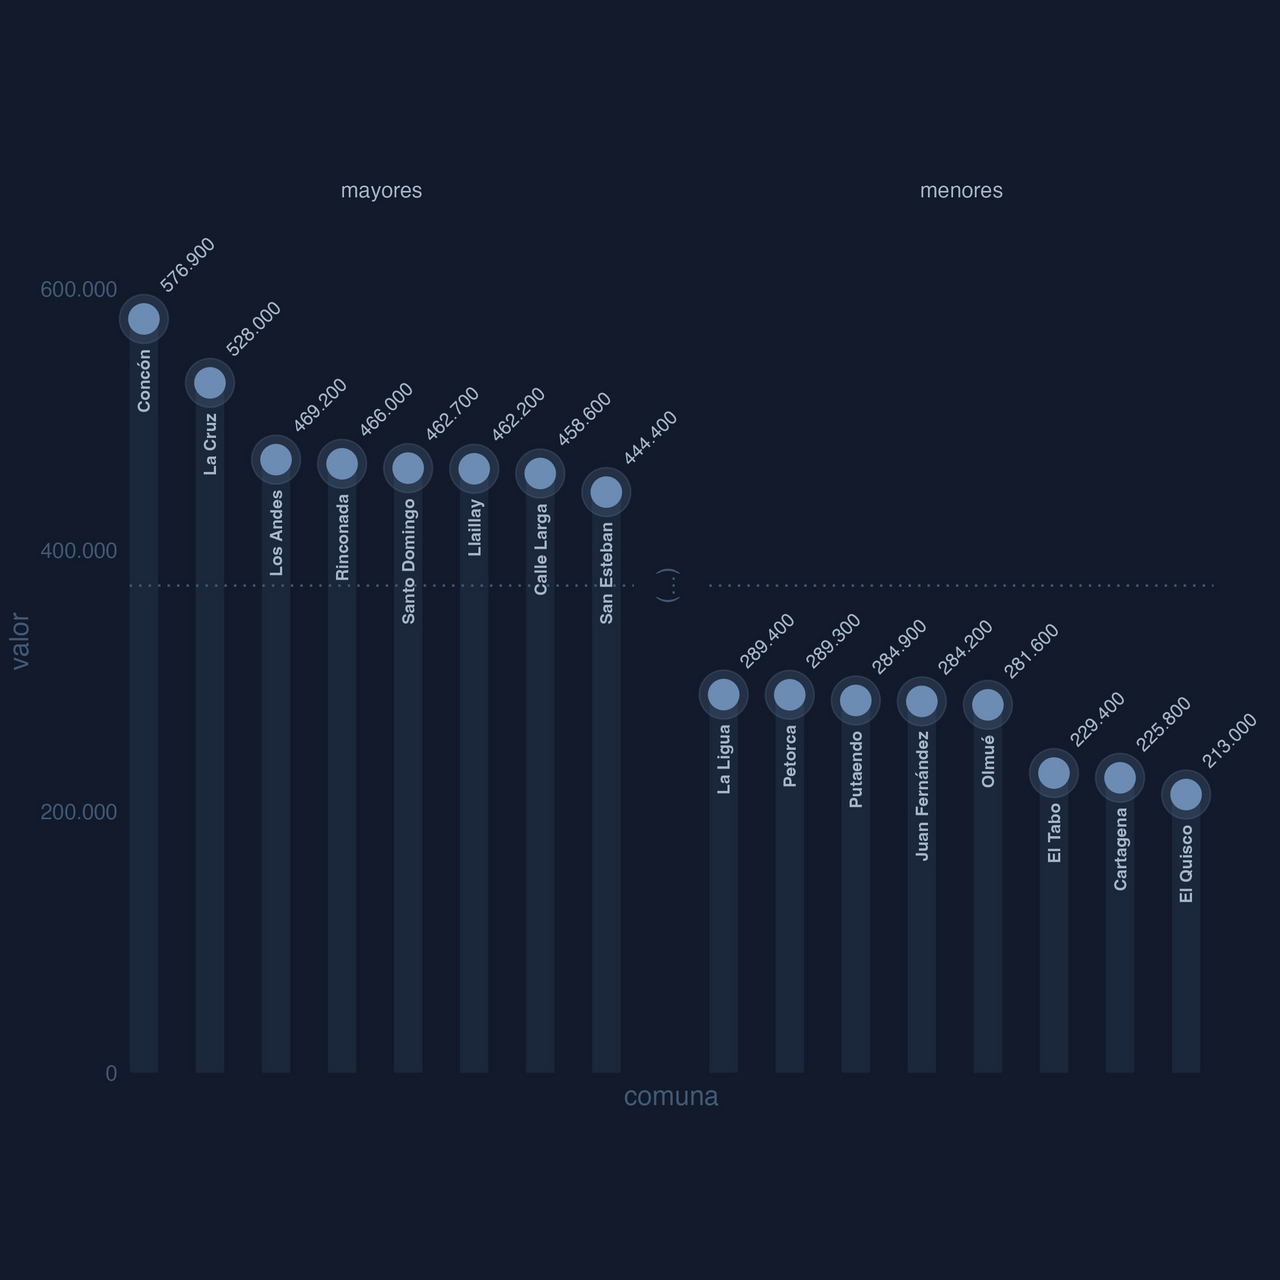 mayores
menores
600.000
400.000
200.000
0
valor
576.900
528.000
469.200
466.000
462.700
462.200
458.600
444.400
Concón
La Cruz
Los Andes
Rinconada
Santo Domingo
Llaillay
Calle Larga
San Esteban
(...)
289.400
289.300
284.900
284.200
281.600
229.400
225.800
213.000
La Ligua
Petorca
Putaendo
Juan Fernández
Olmué
El Tabo
Cartagena
El Quisco
comuna